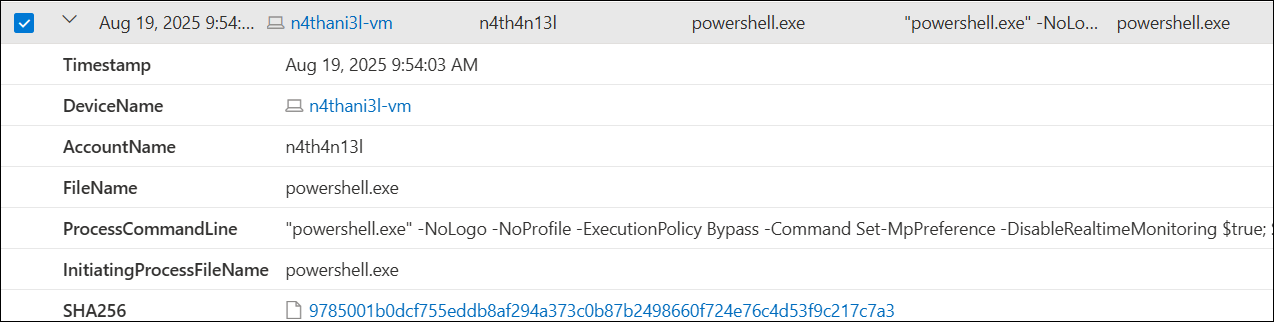 Aug 19, 2025 9:54:... n4thani3l-vm n4th4n13l powershell.exe "powershell.exe" -NoLo... powershell.exe
Timestamp Aug 19, 2025 9:54:03 AM
DeviceName n4thani3l-vm
AccountName n4th4n13l
FileName powershell.exe
ProcessCommandLine "powershell.exe" -NoLogo -NoProfile -ExecutionPolicy Bypass -Command Set-MpPreference -DisableRealtimeMonitoring $true;
InitiatingProcessFileName powershell.exe
SHA256 9785001b0dcf755eddb8af294a373c0b87b2498660f724e76c4d53f9c217c7a3